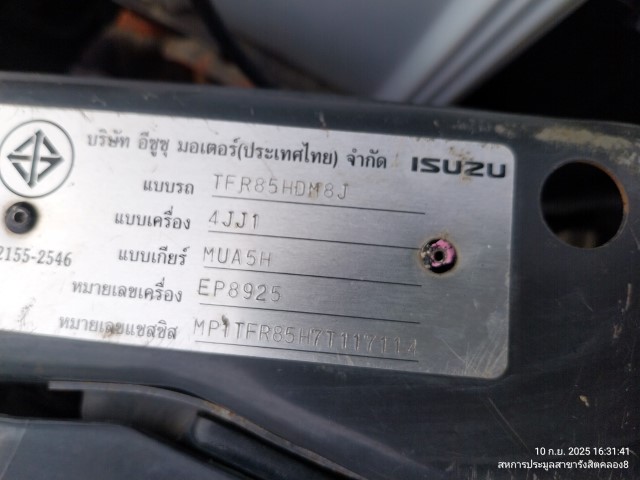 บริษัท อีซูซุ มอเตอร์(ประเทศไทย) จำกัด ISUZU
แบบรถ TFR85HDM8J
แบบเครื่อง 4JJ1
2155-2546 แบบเกียร์ MUA5H
หมายเลขเครื่อง EP8925
หมายเลขแชสซิส
10 ก.ย. 2025 16:31:41
สหการประมูลสาขารังสิตคลอง8